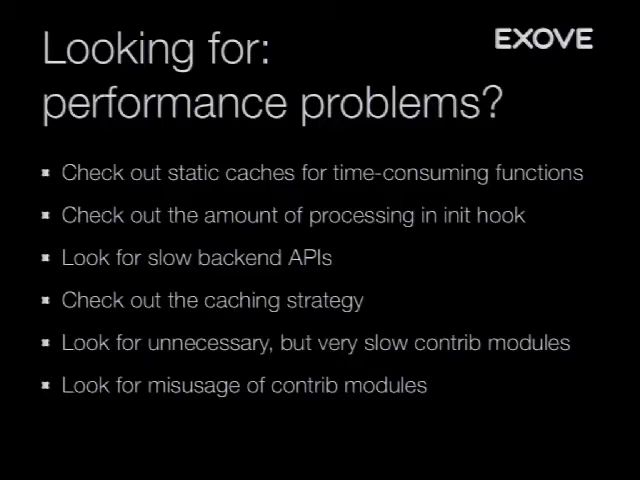 Looking for:
EXOVE
performance problems?
Check out static caches for time-consuming functions
Check out the amount of processing in init hook
Look for slow backend APIs
Check out the caching strategy
Look for unnecessary, but very slow contrib modules
Look for misusage of contrib modules